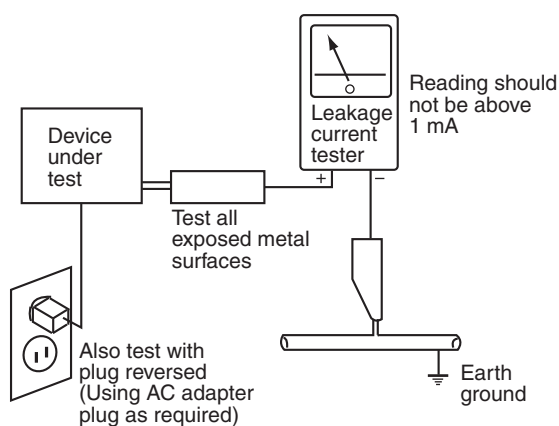 Device
under
test
Leakage
current
tester
+
–
Reading should
not be above
1 mA
Test all
exposed metal
surfaces
Also test with
plug reversed
(Using AC adapter
plug as required)
Earth
ground